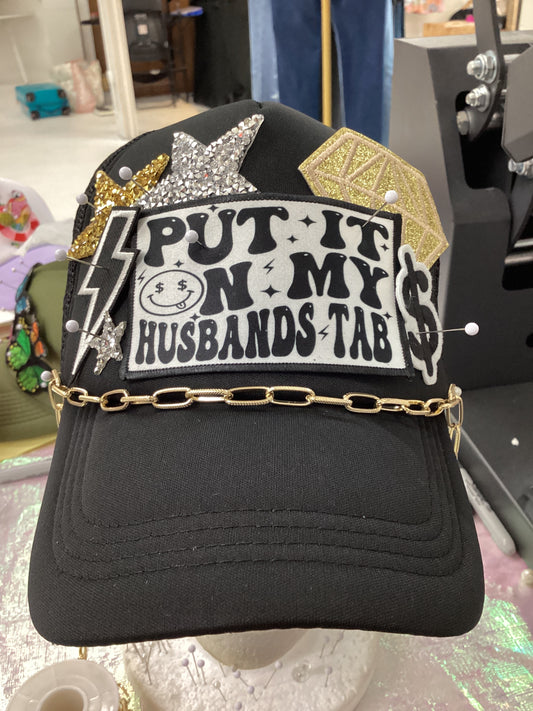 PUT IT
ON MY
HUSBANDS TAB
$